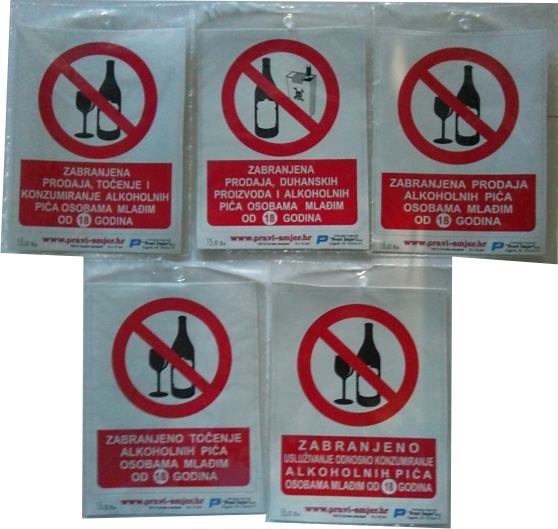 ZABRANJENA
PRODAJA, TOČENJE I
KONZUMIRANJE ALKOHOLNIH
PIĆA OSOBAMA MLAĐIM
OD 18 GODINA
www.pravi-smjer.hr
ZABRANJENA
PRODAJA, DUHANSKIH
PROIZVODA I ALKOHOLNIH
PIĆA OSOBAMA MLAĐIM
OD 18 GODINA
www.pravi-smjer.hr
ZABRANJENA PRODAJA
ALKOHOLNIH PIĆA
OSOBAMA MLAĐIM
OD 18 GODINA
www.pravi-smjer.hr
ZABRANJENO TOČENJE
ALKOHOLNIH PIĆA
OSOBAMA MLAĐIM
OD 18 GODINA
www.pravi-smjer.hr
ZABRANJENO
USLUŽIVANJE ODNOSNO KONZUMIRANJE
ALKOHOLNIH PIĆA
OSOBAMA MLAĐIM OD 18 GODINA
www.pravi-smjer.hr